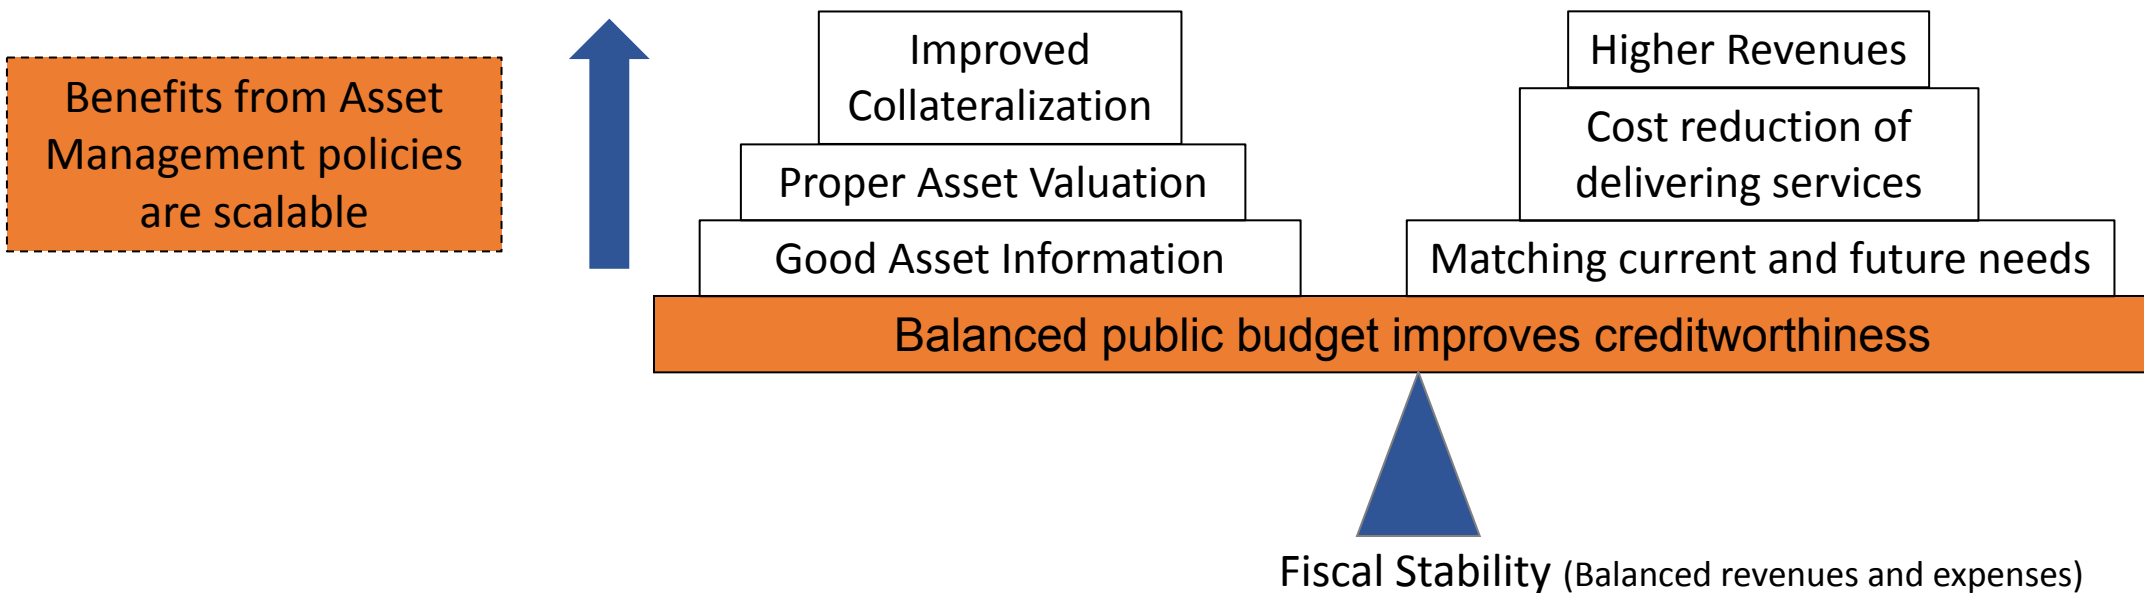 Benefits from Asset
Management policies
are scalable
Improved
Collateralization
Proper Asset Valuation
Good Asset Information
Higher Revenues
Cost reduction of
delivering services
Matching current and future needs
Balanced public budget improves creditworthiness
Fiscal Stability (Balanced revenues and expenses)